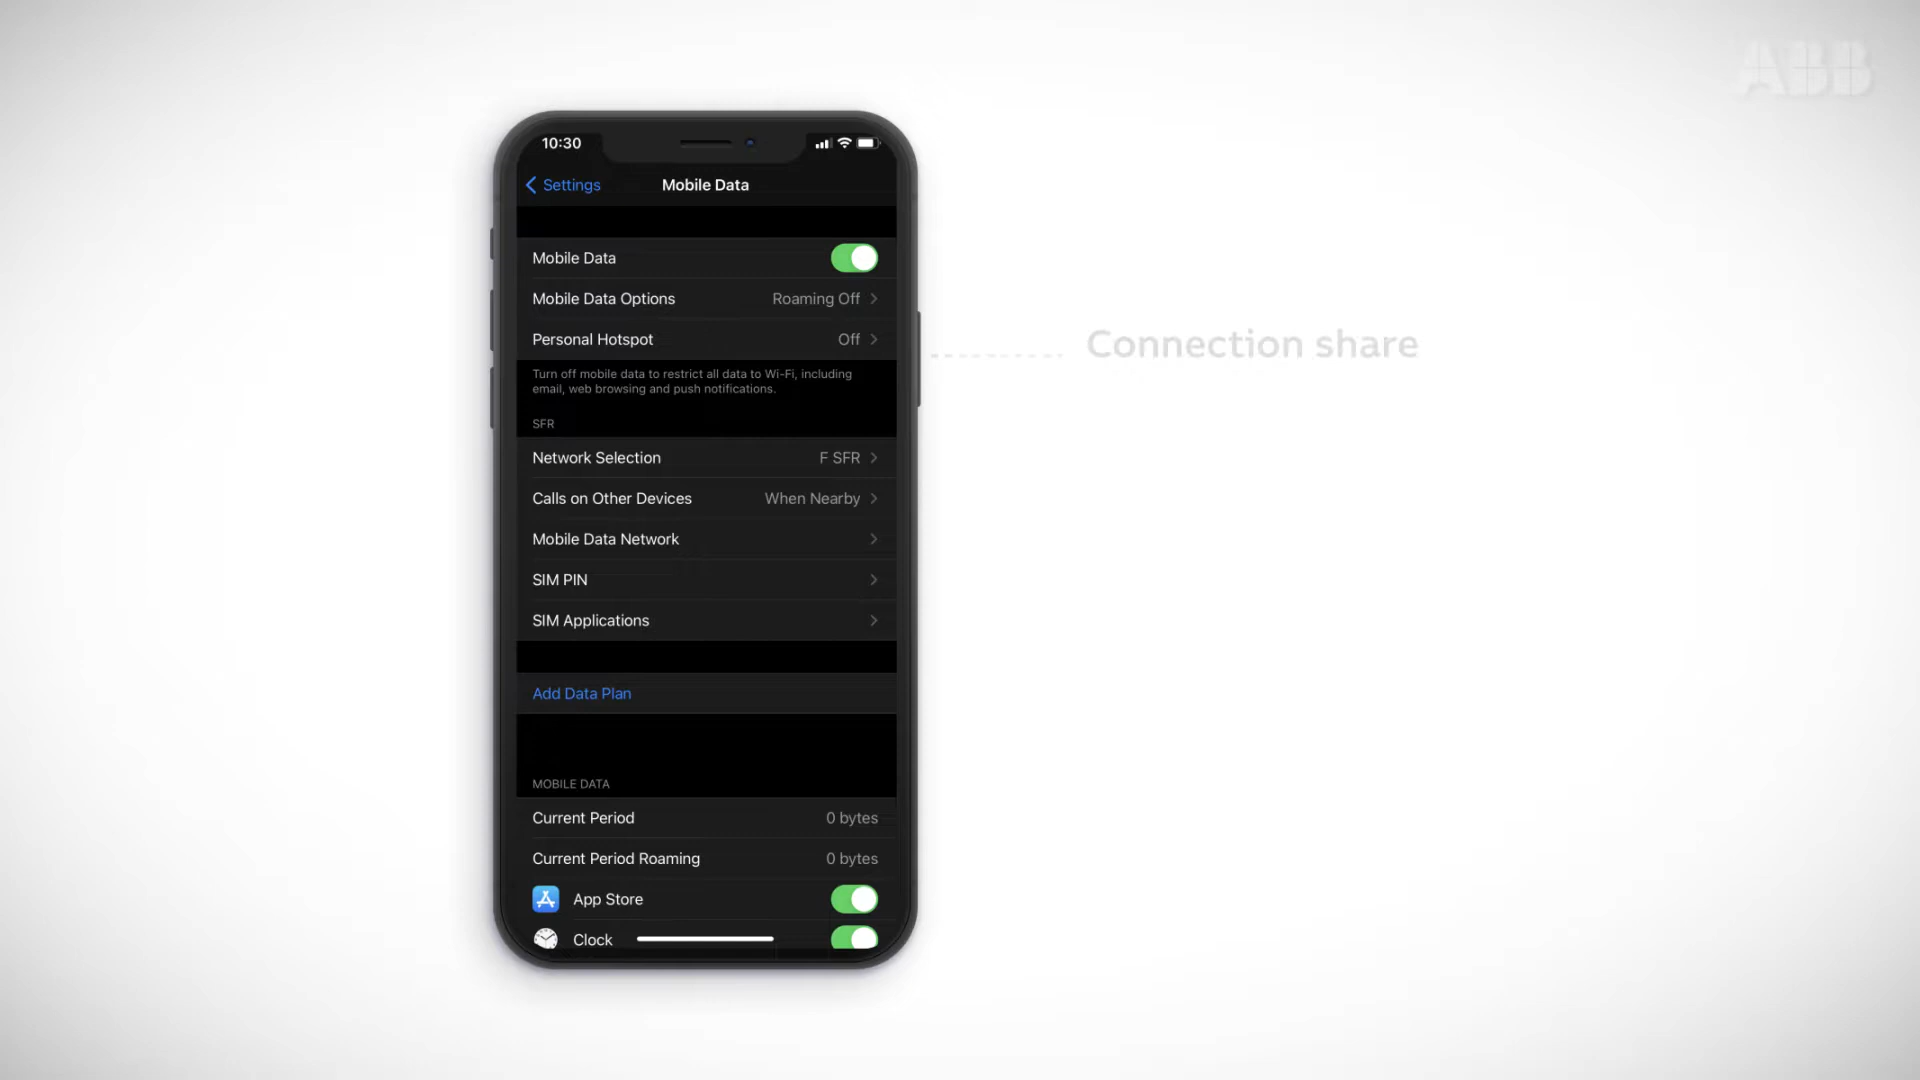 ABB
10:30
Settings
Mobile Data
Mobile Data
Mobile Data Options
Roaming Off
Personal Hotspot
Off
Connection share
Turn off mobile data to restrict all data to Wi-Fi, including
email, web browsing and push notifications.
SFR
Network Selection
F SFR
Calls on Other Devices
When Nearby
Mobile Data Network
SIM PIN
SIM Applications
Add Data Plan
MOBILE DATA
Current Period
0 bytes
Current Period Roaming
0 bytes
App Store
Clock